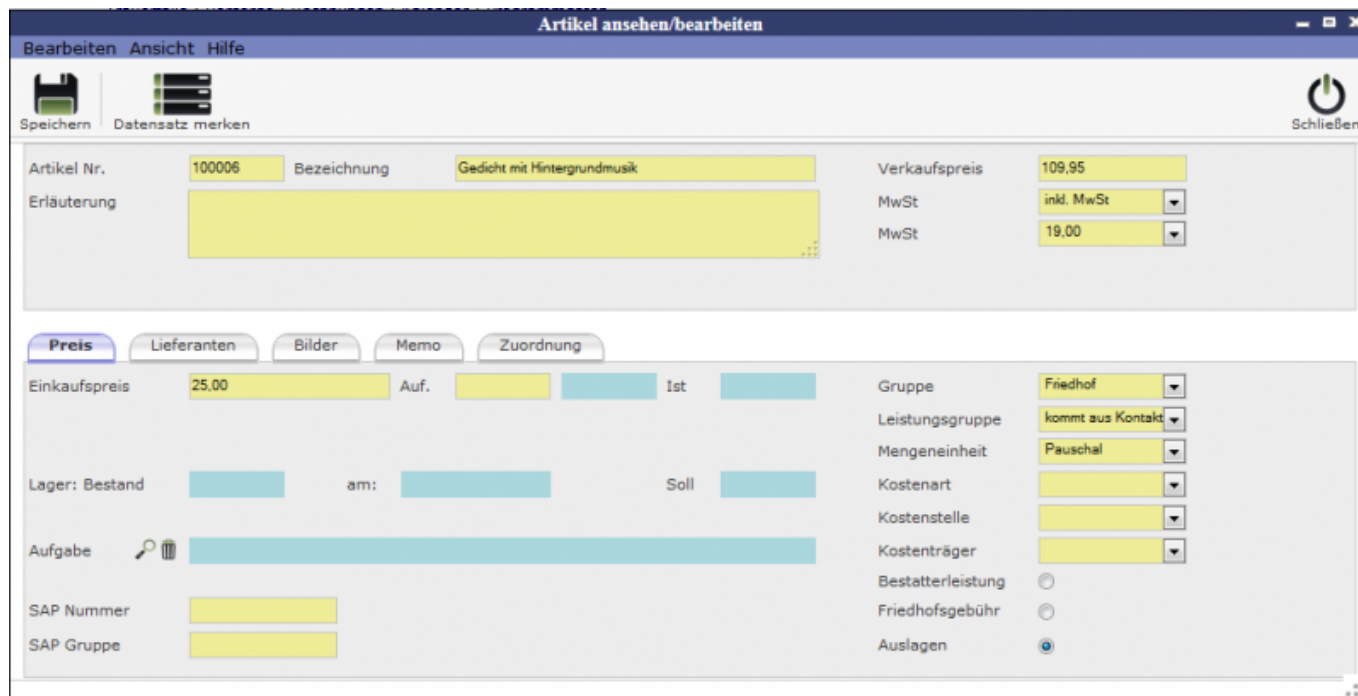 Artikel ansehen/bearbeiten
Bearbeiten Ansicht Hilfe
Speichern Datensatz merken Schließen
Artikel Nr. 100006 Bezeichnung Gedicht mit Hintergrundmusik Verkaufspreis 109,95
Erläuterung MwSt inkl. MwSt
MwSt 19,00
Preis Lieferanten Bilder Memo Zuordnung
Einkaufspreis 25,00 Auf. Ist Gruppe Friedhof
Leistungsgruppe kommt aus Kontakt
Mengeneinheit Pauschal
Lager: Bestand am: Soll Kostenart
Kostenstelle
Aufgabe Kostenträger
Bestatterleistung
SAP Nummer Friedhofsgebühr
SAP Gruppe Auslagen